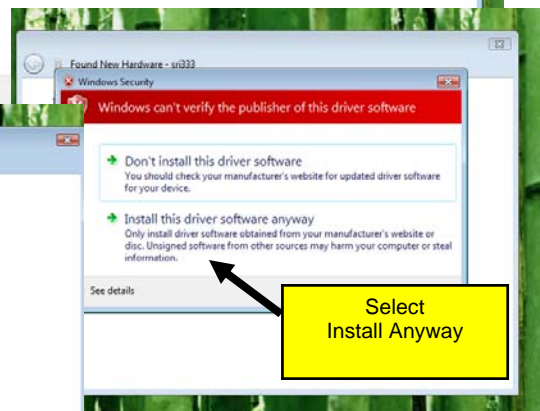 Found New Hardware - sri333
Windows Security
Windows can't verify the publisher of this driver software
Don't install this driver software
You should check your manufacturer's website for updated driver software
for your device.
Install this driver software anyway
Only install driver software obtained from your manufacturer's website or
disc. Unsigned software from other sources may harm your computer or steal
information.
See details
Select
Install Anyway